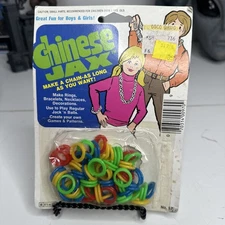 Great Fun for Boys & Girls!
Chinese
JAX
MAKE A CHAIN-AS LONG
AS YOU WANT!
Make Rings,
Bracelets, Necklaces,
Decorations.
Use to Play Regular
Jack 'n Balls.
Create your own
Games & Patterns.